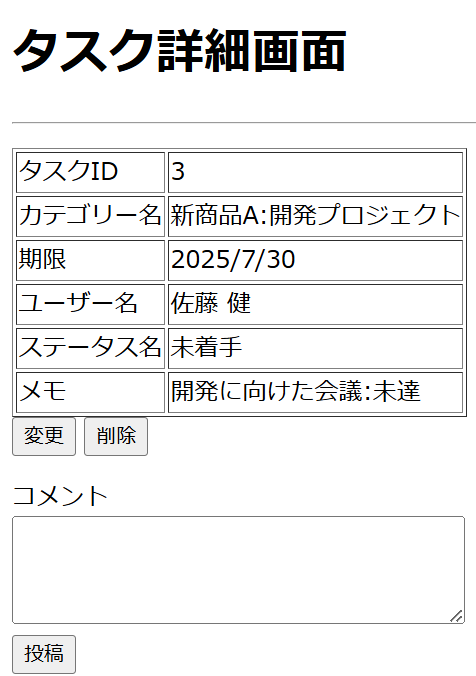 タスク詳細画面
タスクID 3
カテゴリー名 新商品A:開発プロジェクト
期限 2025/7/30
ユーザー名 佐藤 健
ステータス名 未着手
メモ 開発に向けた会議:未達
変更 削除
コメント
投稿